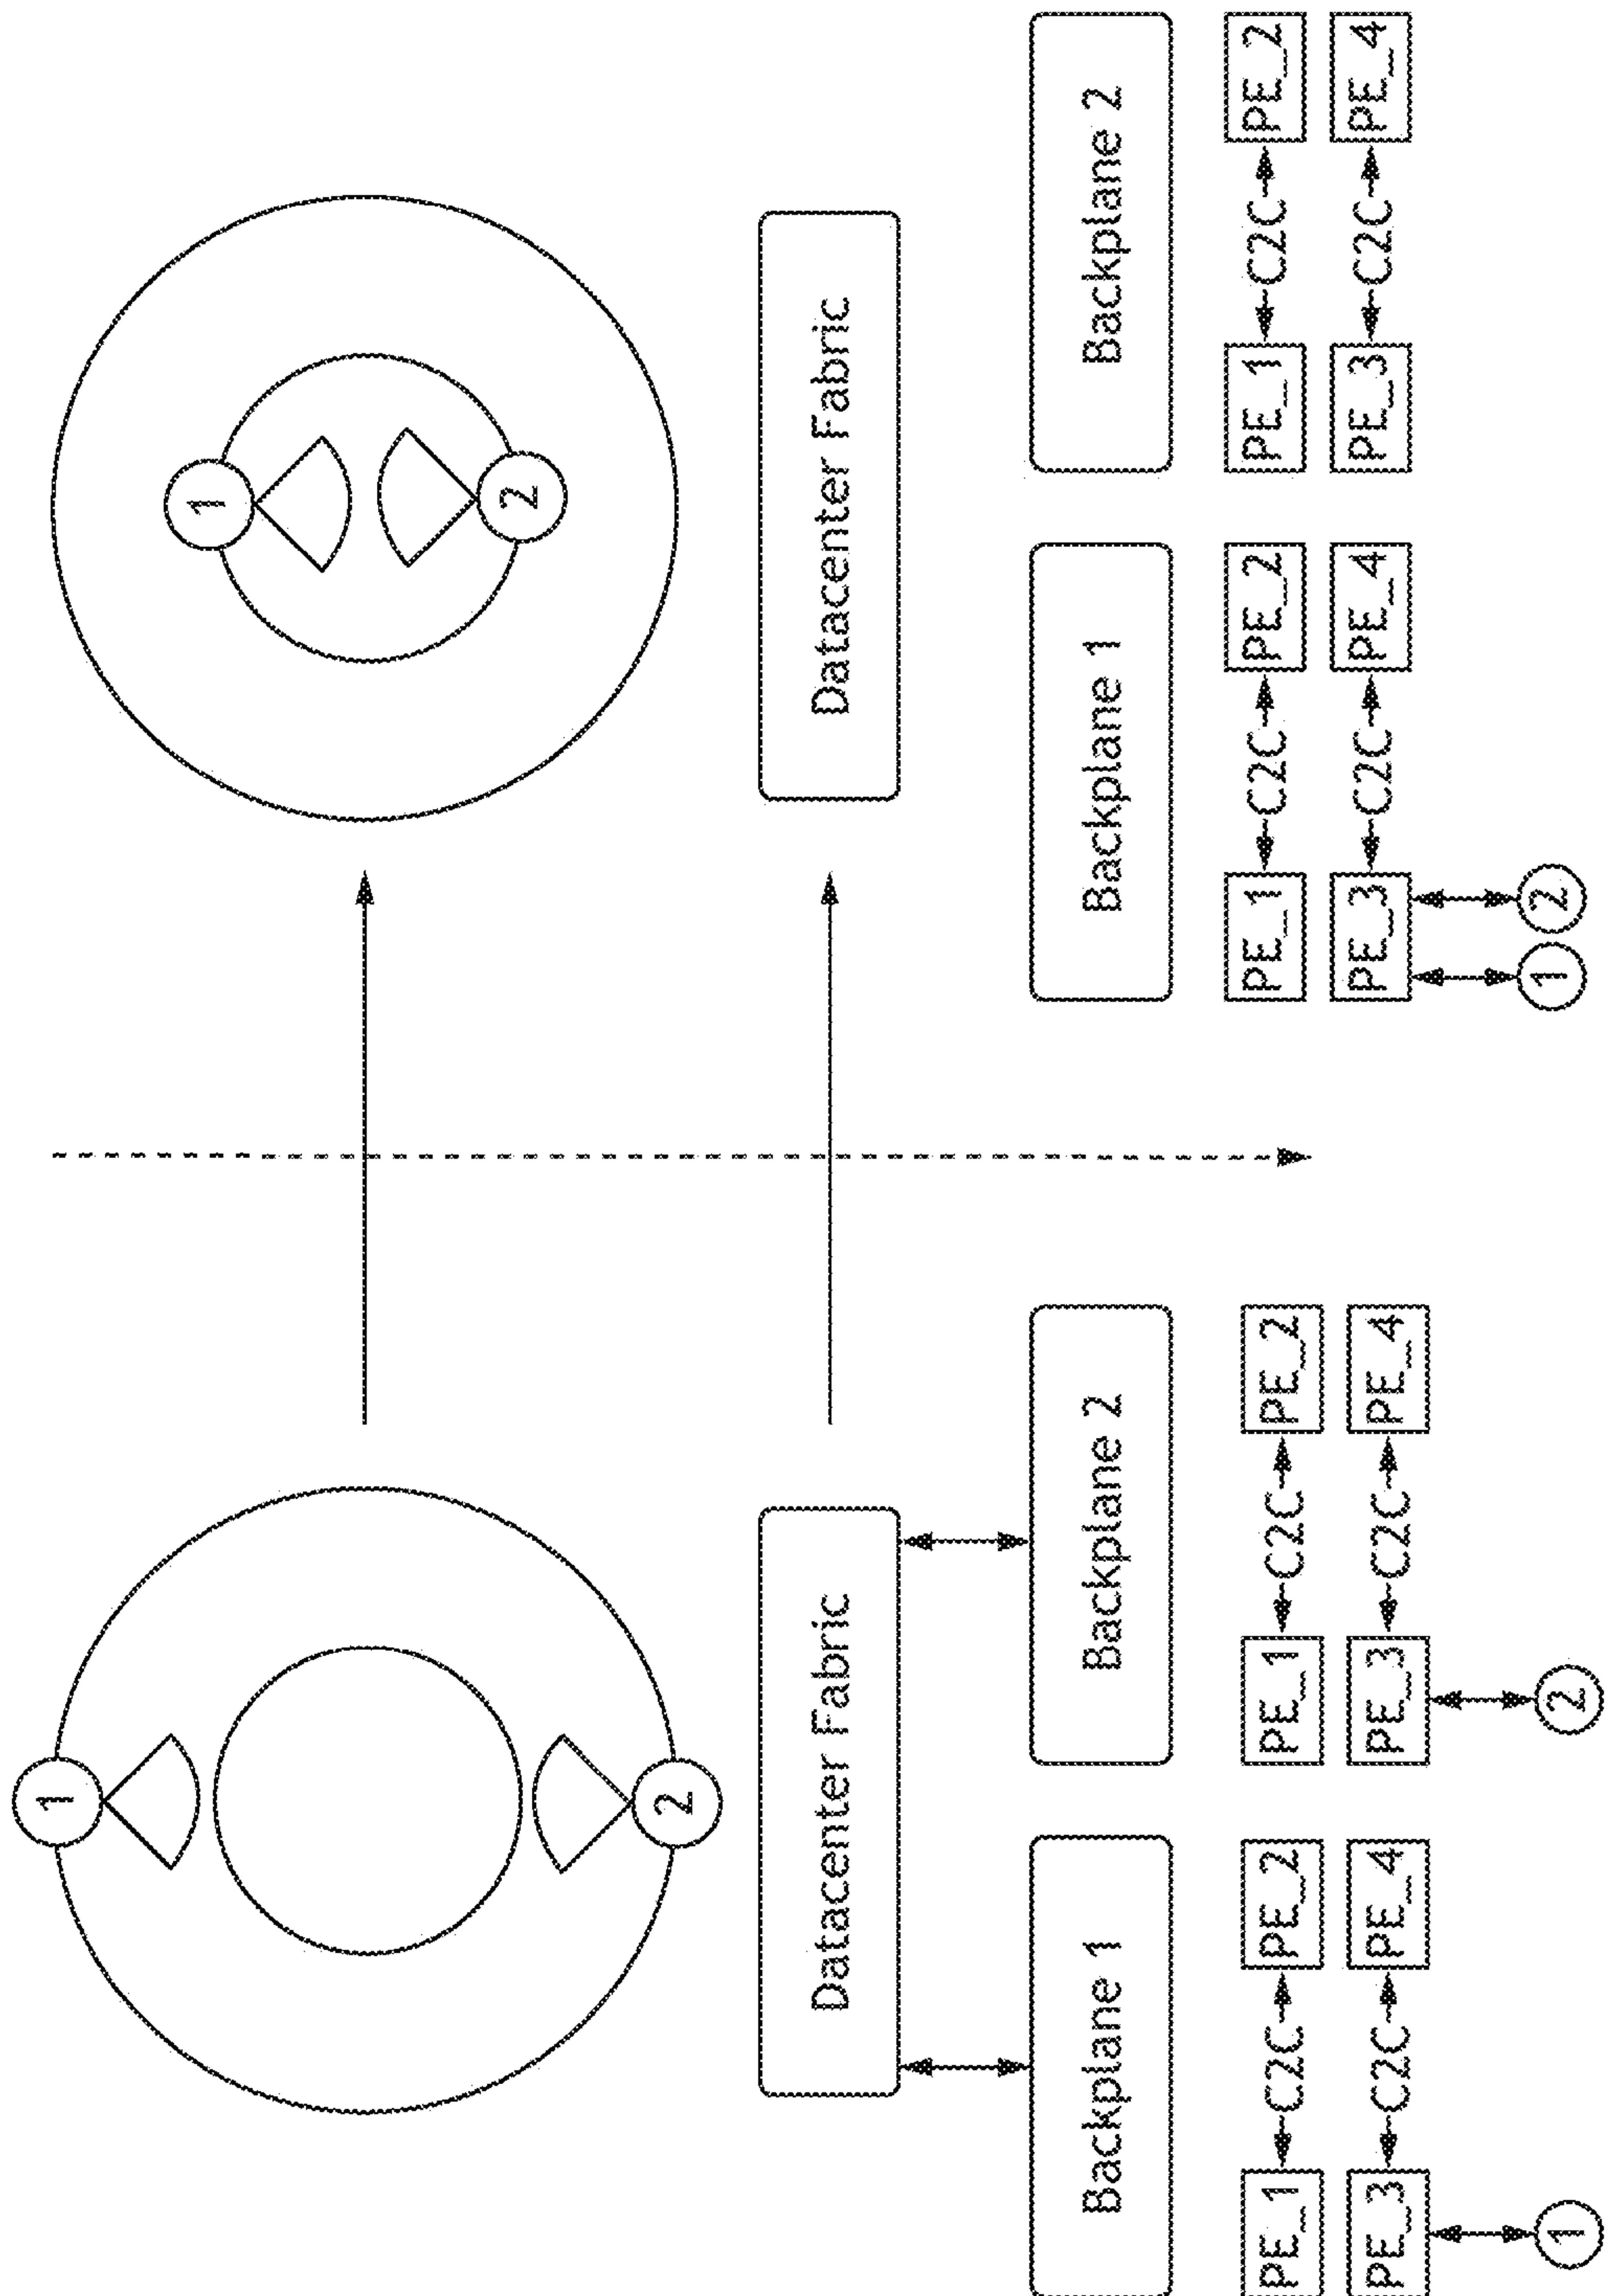 1
2
Datacenter Fabric
Backplane 1
Backplane 2
PE_1 C2C PE_2
PE_3 C2C PE_4
1
PE_1 C2C PE_2
PE_3 C2C PE_4
2
1
2
Datacenter Fabric
Backplane 1
Backplane 2
PE_1 C2C PE_2
PE_3 C2C PE_4
1 2
PE_1 C2C PE_2
PE_3 C2C PE_4